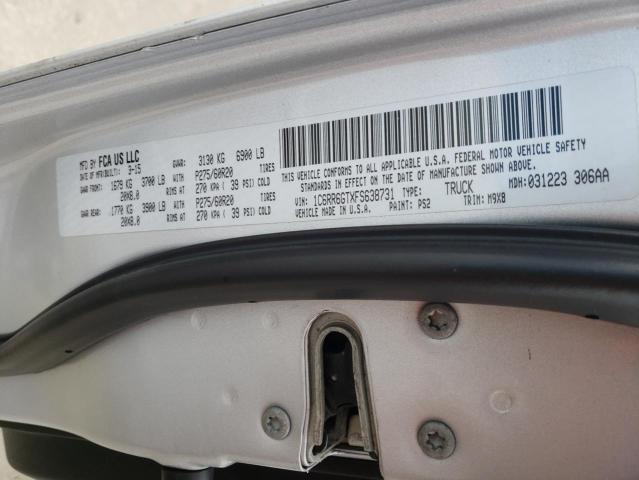 MFD BY FCA US LLC
DATE OF MFR(BUILT): 3-15 GVWR: 3130 KG 6900 LB
GAWR FRONT: 1679 KG 3700 LB WITH P275/60R20 TIRES
20X8.0 RIMS AT 270 KPA ( 39 PSI) COLD
GAWR REAR: 1770 KG 3900 LB WITH P275/60R20 TIRES
20X8.0 RIMS AT 270 KPA ( 39 PSI) COLD
THIS VEHICLE CONFORMS TO ALL APPLICABLE U.S.A. FEDERAL MOTOR VEHICLE SAFETY
STANDARDS IN EFFECT ON THE DATE OF MANUFACTURE SHOWN ABOVE.
VIN: 1C6RR6GTXFS638731 TYPE: TRUCK MDH: 031223 306AA
VEHICLE MADE IN U.S.A. PAINT: PS2 TRIM: M9X8